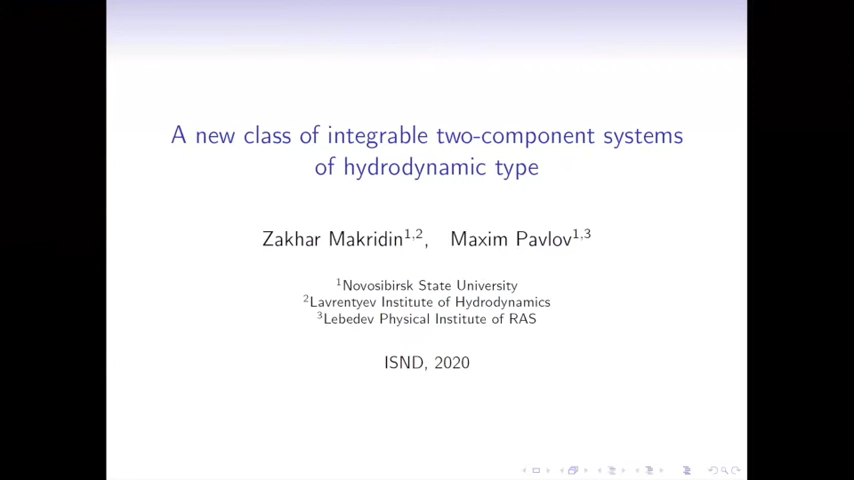 A new class of integrable two-component systems
of hydrodynamic type
Zakhar Makridin1,2, Maxim Pavlov1,3
1Novosibirsk State University
2Lavrentyev Institute of Hydrodynamics
3Lebedev Physical Institute of RAS
ISND, 2020